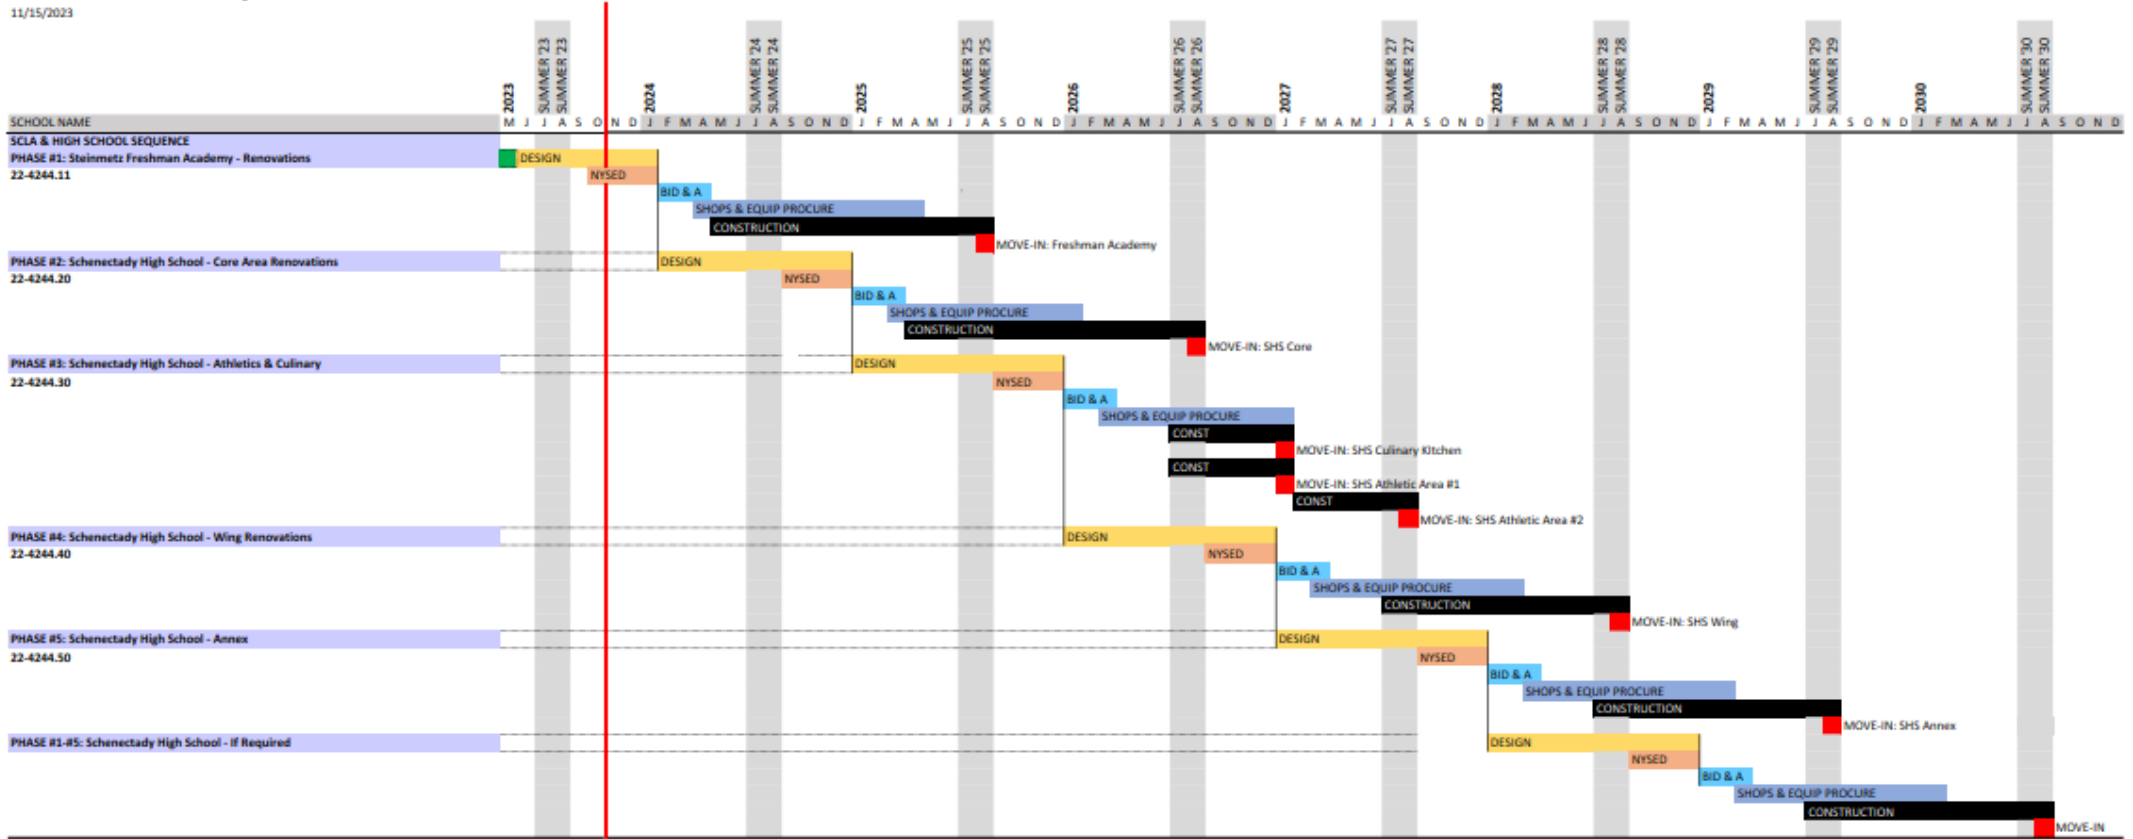 11/15/2023
SUMMER '23
SUMMER '23
SUMMER '24
SUMMER '24
SUMMER '25
SUMMER '25
SUMMER '26
SUMMER '26
SUMMER '27
SUMMER '27
SUMMER '28
SUMMER '28
SUMMER '29
SUMMER '29
SUMMER '30
SUMMER '30
2023 2024 2025 2026 2027 2028 2029 2030
SCHOOL NAME M J J A S O N D J F M A M J J A S O N D J F M A M J J A S O N D J F M A M J J A S O N D J F M A M J J A S O N D J F M A M J J A S O N D J F M A M J J A S O N D J F M A M J J A S O N D
SCLA & HIGH SCHOOL SEQUENCE
PHASE #1: Steinmetz Freshman Academy - Renovations DESIGN
22-4244.11 NYSED
BID & A
SHOPS & EQUIP PROCURE
CONSTRUCTION
MOVE-IN: Freshman Academy
PHASE #2: Schenectady High School - Core Area Renovations DESIGN
22-4244.20 NYSED
BID & A
SHOPS & EQUIP PROCURE
CONSTRUCTION
MOVE-IN: SHS Core
PHASE #3: Schenectady High School - Athletics & Culinary DESIGN
22-4244.30 NYSED
BID & A
SHOPS & EQUIP PROCURE
CONST
MOVE-IN: SHS Culinary Kitchen
CONST
MOVE-IN: SHS Athletic Area #1
CONST
MOVE-IN: SHS Athletic Area #2
PHASE #4: Schenectady High School - Wing Renovations DESIGN
22-4244.40 NYSED
BID & A
SHOPS & EQUIP PROCURE
CONSTRUCTION
MOVE-IN: SHS Wing
PHASE #5: Schenectady High School - Annex DESIGN
22-4244.50 NYSED
BID & A
SHOPS & EQUIP PROCURE
CONSTRUCTION
MOVE-IN: SHS Annex
PHASE #1-#5: Schenectady High School - If Required DESIGN
NYSED
BID & A
SHOPS & EQUIP PROCURE
CONSTRUCTION
MOVE-IN